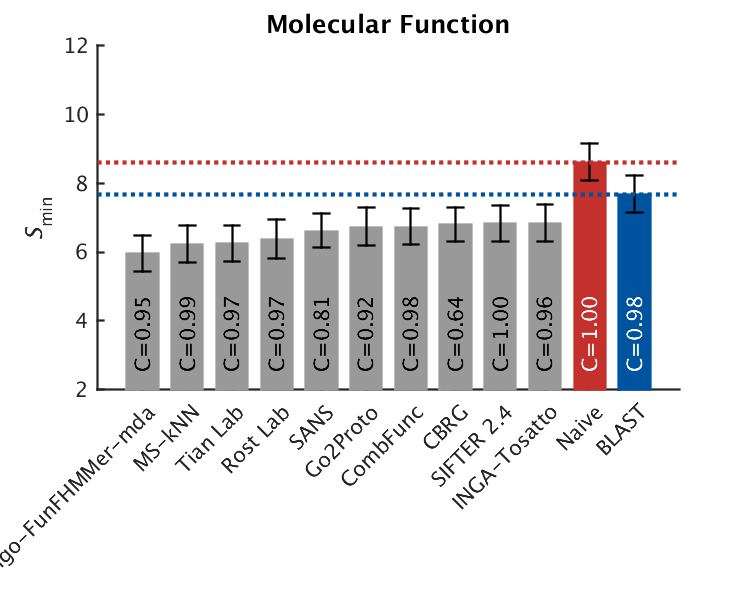 Molecular Function
12
10
8
6
4
2
Smin
C=0.95
C=0.99
C=0.97
C=0.97
C=0.81
C=0.92
C=0.98
C=0.64
C=1.00
C=0.96
C=1.00
C=0.98
go-FunFHMMer-mda
MS-kNN
Tian Lab
Rost Lab
SANS
Go2Proto
CombFunc
CBRG
SIFTER 2.4
INGA-Tosatto
Naive
BLAST